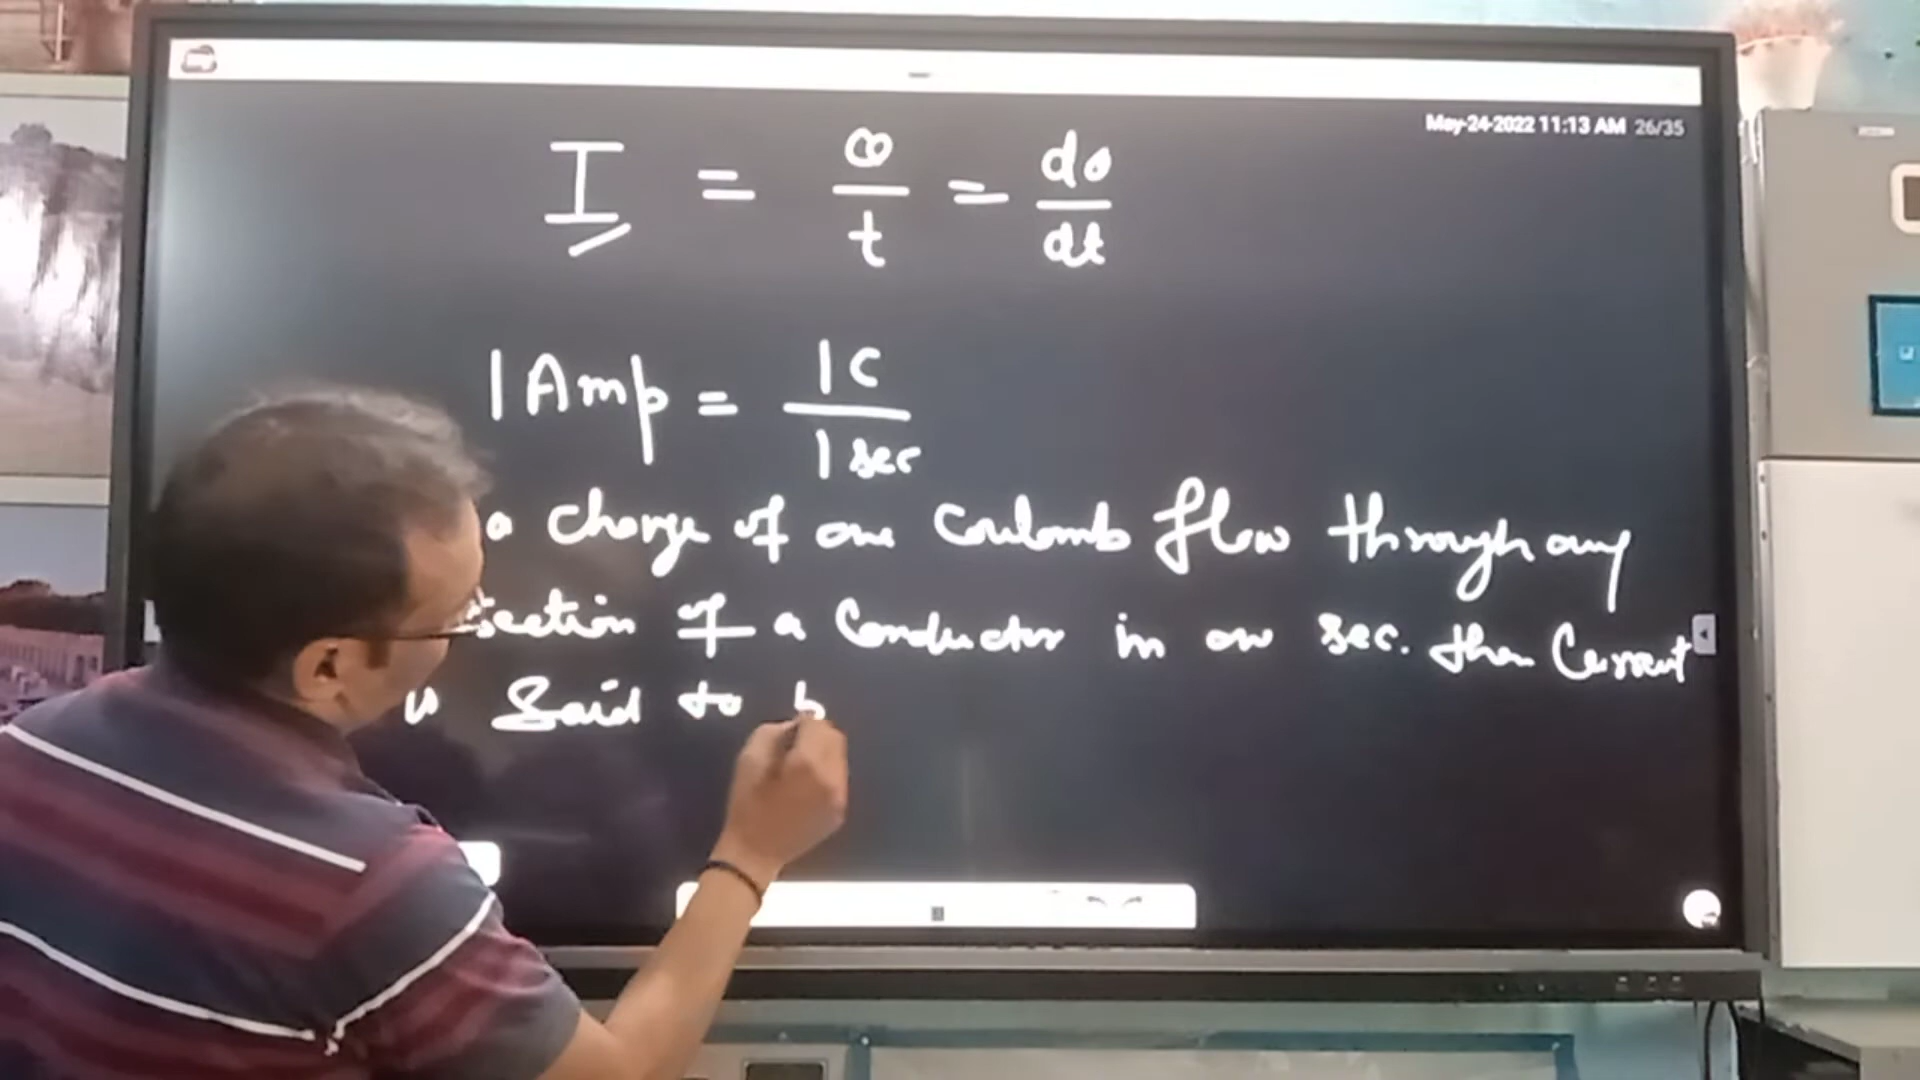 May-24-2022 11:13 AM 26/35
I = Q/t = dQ/dt
1 Amp = 1C/1 sec
a charge of one Coulomb flow through any
section of a Conductor in one sec. then Current
is Said to b